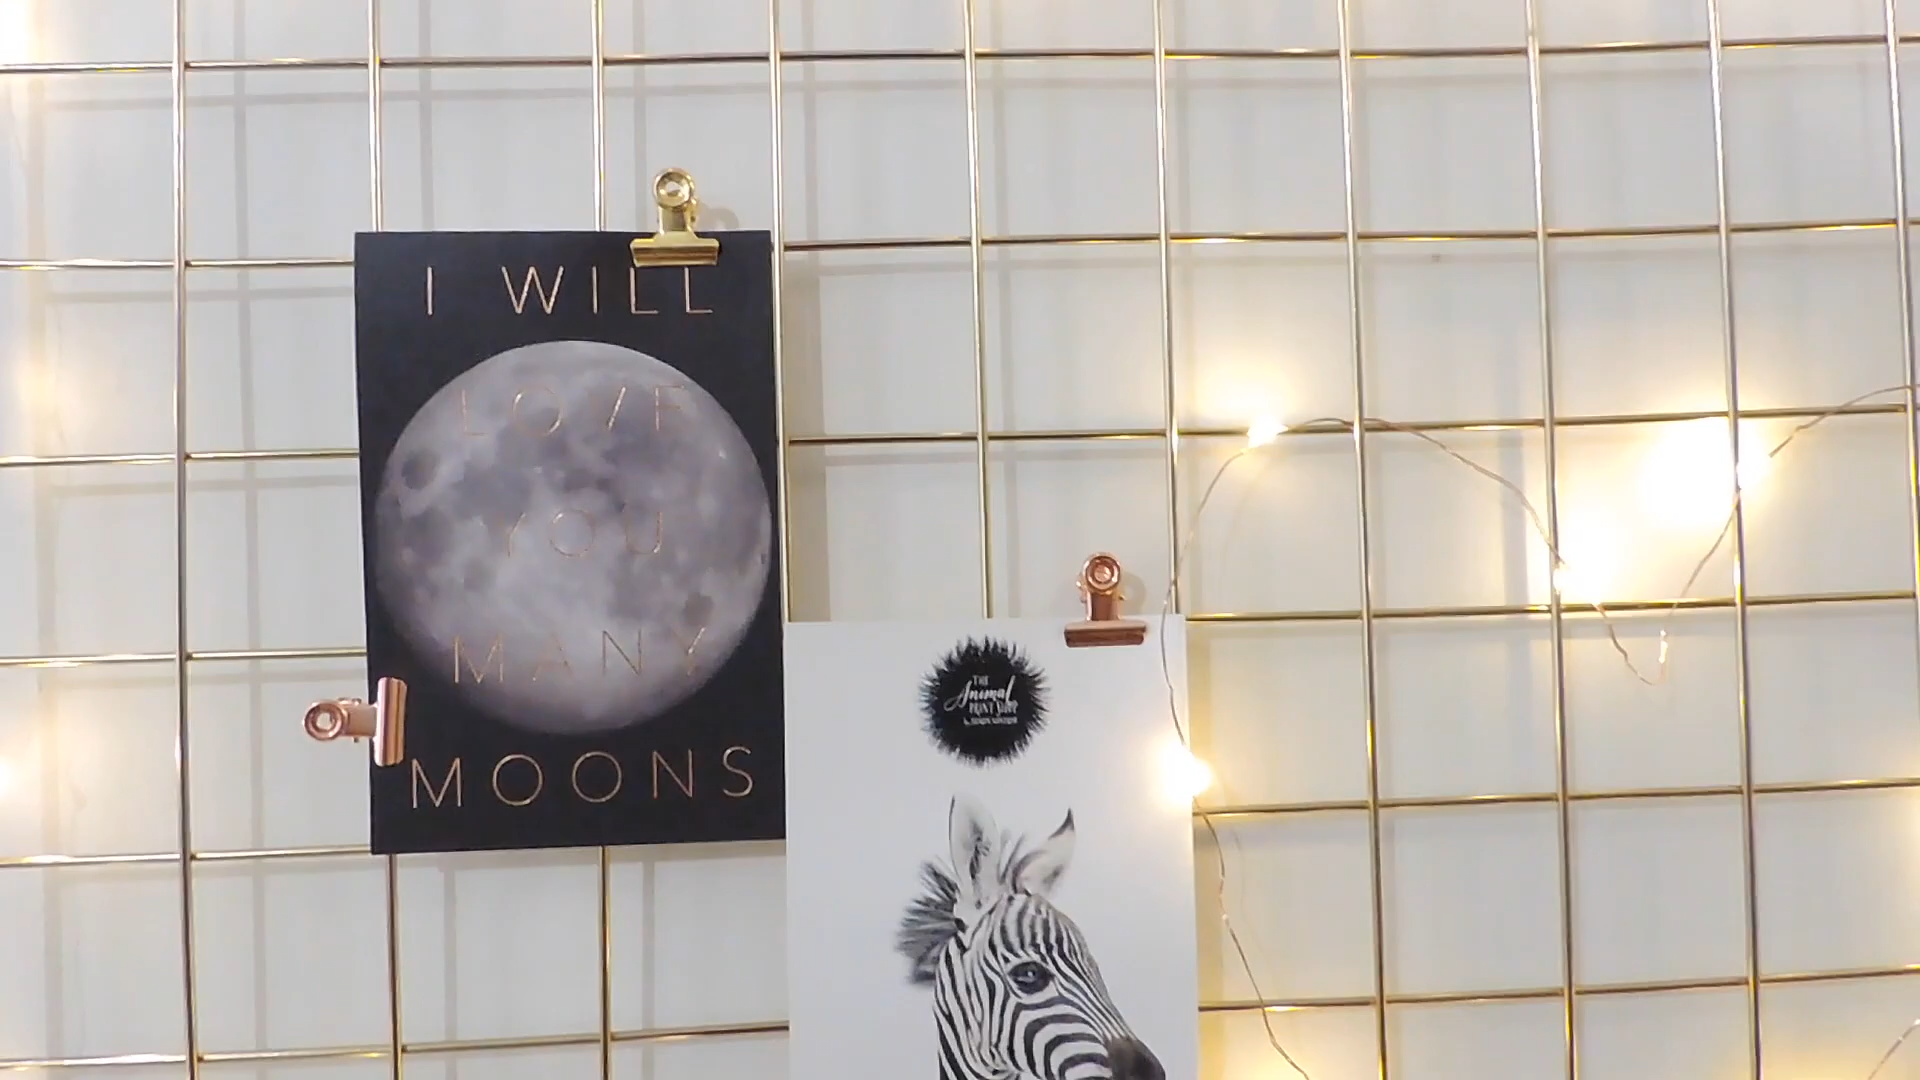 I WILL
LOVE
YOU
MANY
MOONS
THE
Animal
PRINT SHOP